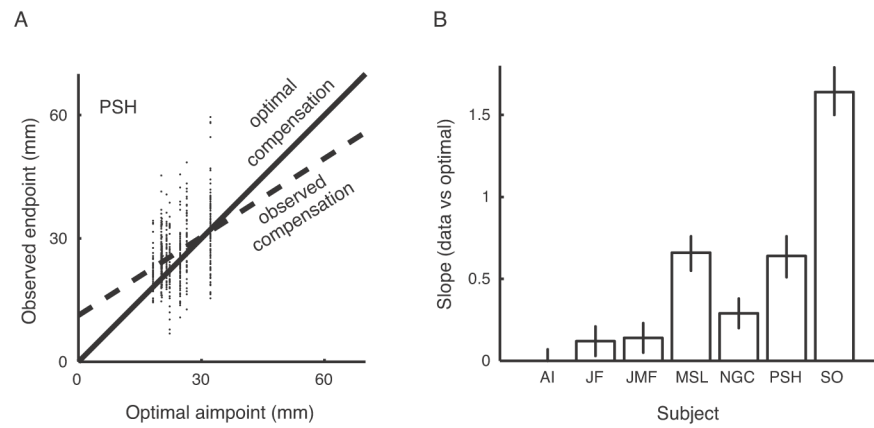 A
B
PSH
optimal
compensation
observed
compensation
Observed endpoint (mm)
60
30
0
0 30 60
Optimal aimpoint (mm)
Slope (data vs optimal)
1.5
1
0.5
0
AI JF JMF MSL NGC PSH SO
Subject